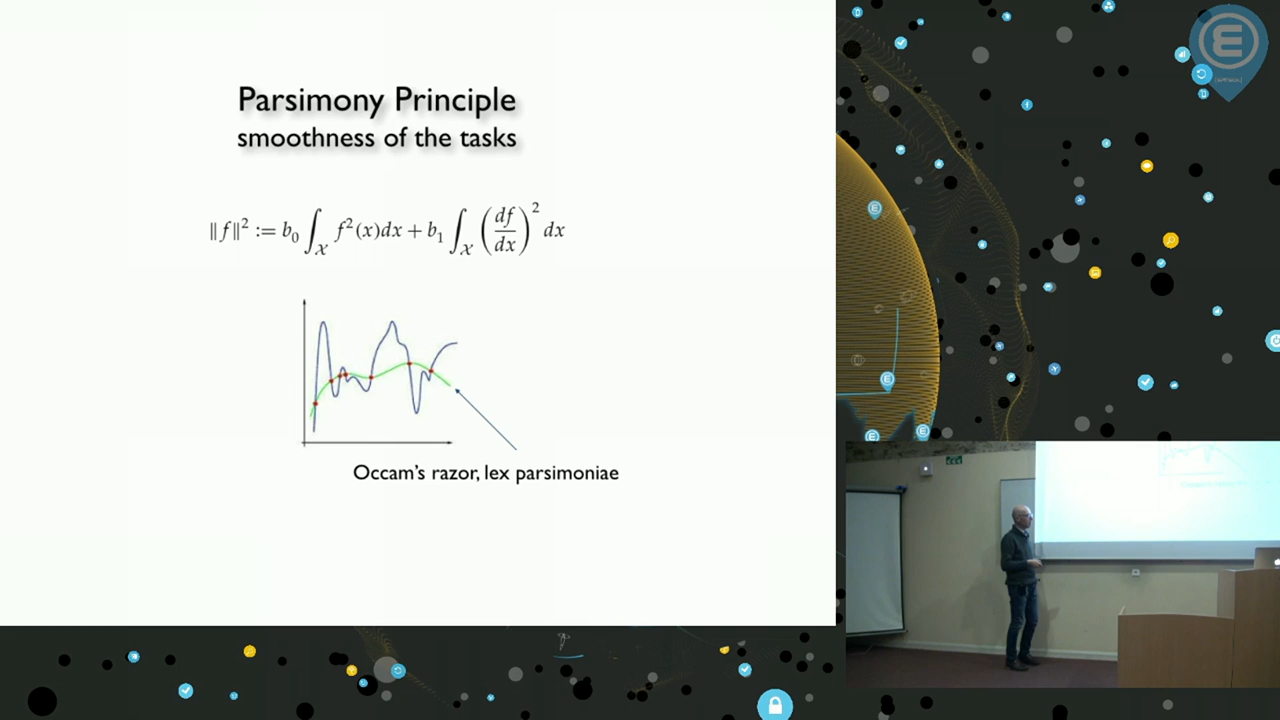 Parsimony Principle
smoothness of the tasks
‖f‖² := b₀ ∫_𝒳 f²(x)dx + b₁ ∫_𝒳 (df/dx)² dx
Occam's razor, lex parsimoniae